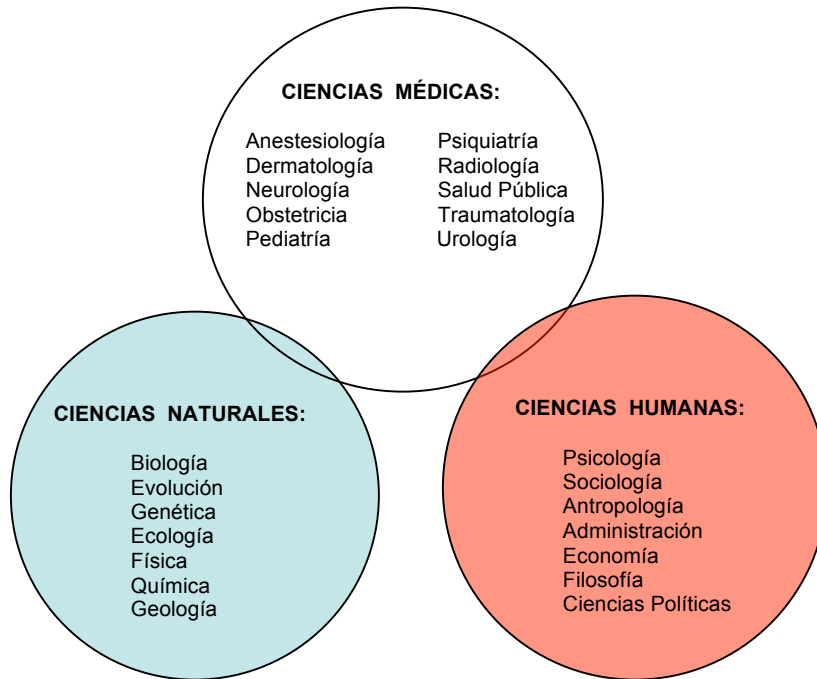 CIENCIAS MÉDICAS:
Anestesiología
Dermatología
Neurología
Obstetricia
Pediatría
Psiquiatría
Radiología
Salud Pública
Traumatología
Urología
CIENCIAS NATURALES:
Biología
Evolución
Genética
Ecología
Física
Química
Geología
CIENCIAS HUMANAS:
Psicología
Sociología
Antropología
Administración
Economía
Filosofía
Ciencias Políticas